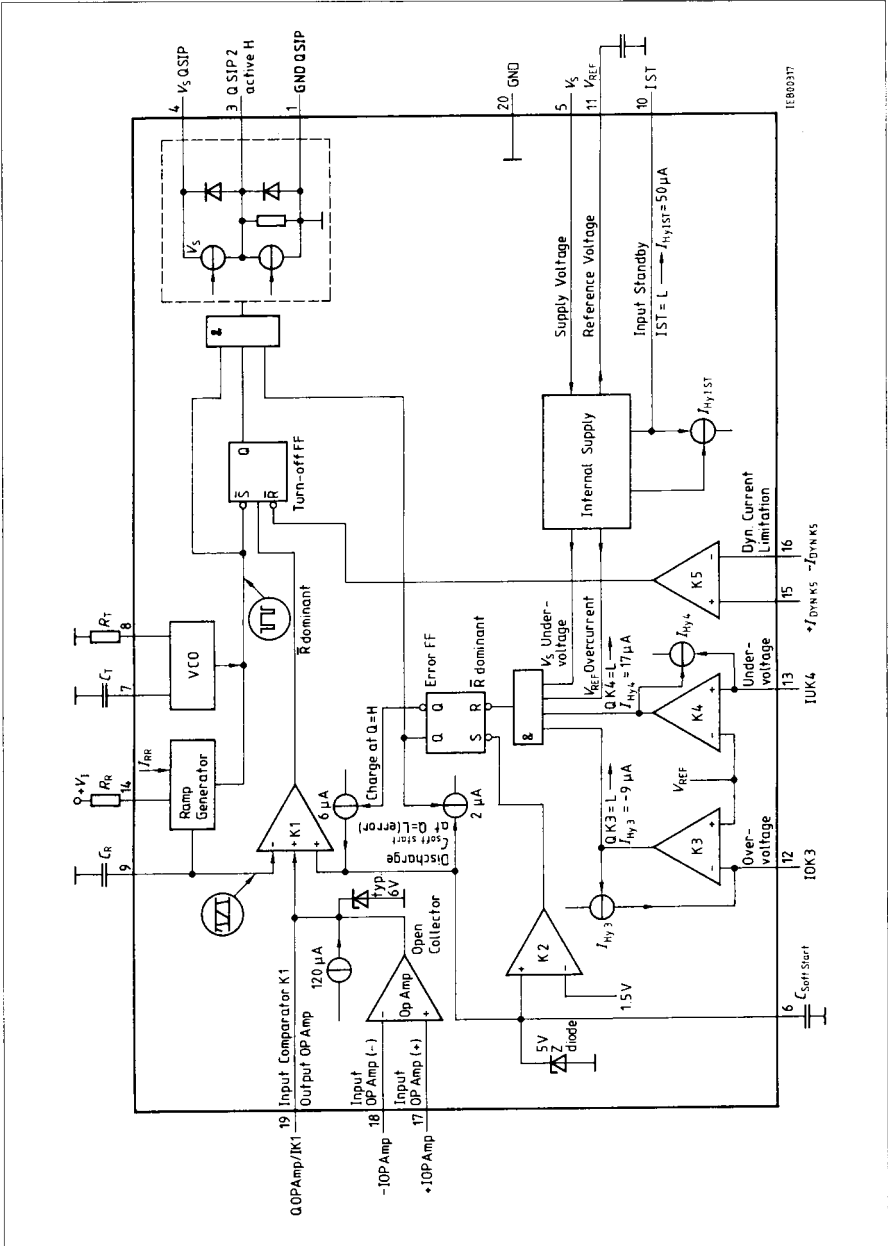 4 V_S QSIP
3 QSIP 2
active H
1 GND QSIP
20 GND
5 V_S
11 V_REF
10 IST
IEB00317
V_S
&
Supply Voltage
Reference Voltage
Input Standby
IST = L → I_Hy IST = 50 µA
Q
S
R
Turn-off FF
Internal Supply
I_Hy IST
R_T
8
C_T
7
VCO
R dominant
+V_I
R_R
14
I_RR
Ramp
Generator
C_R
9
K1
-
+
+
6 µA
Charge at Q=H
Discharge
C_soft start
at Q=L (error)
2 µA
Error FF
Q
Q
S
R
R dominant
&
V_S Under-
voltage
V_REF Overcurrent
QK4 = L →
I_Hy4 = 17 µA
QK3 = L →
I_Hy3 = -9 µA
K5
+
-
Dyn. Current
Limitation
15
16
+I_DYN K5
-I_DYN K5
I_Hy4
K4
-
+
Under-
voltage
13
IUK4
V_REF
K3
-
+
Over-
voltage
12
IOK3
I_Hy3
K2
+
-
1.5 V
5V
Z
diode
6
C_Soft Start
typ.
6V
Open
Collector
120 µA
Op Amp
-
+
19 Input Comparator K1
Output OP Amp
QOPAmp/IK1
Input
18 OP Amp (-)
-IOP Amp
Input
17 OP Amp (+)
+IOP Amp